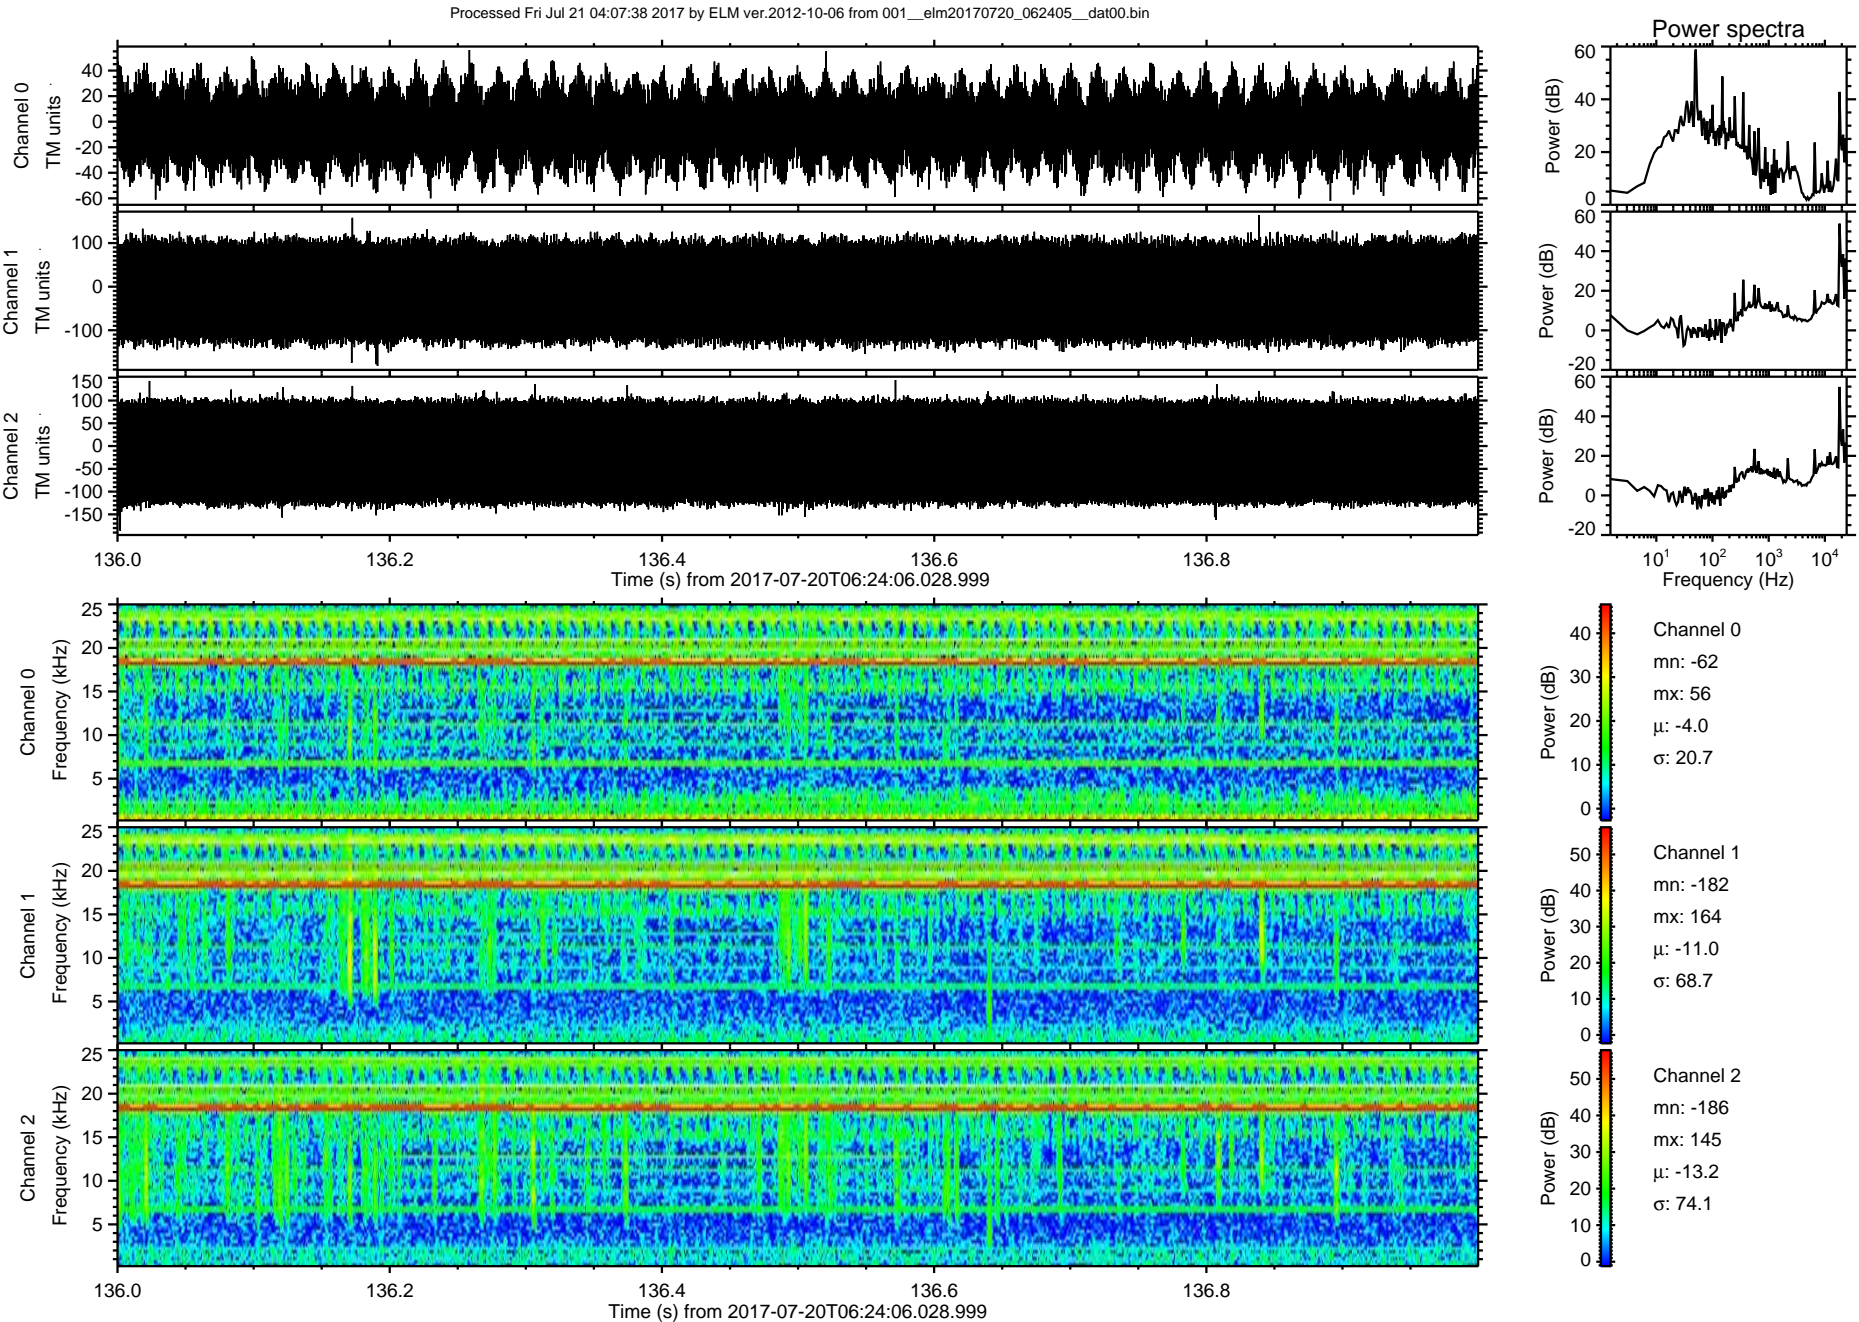 Processed Fri Jul 21 04:07:38 2017 by ELM ver.2012-10-06 from 001__elm20170720_062405__dat00.bin
Power spectra
Channel 0
TM units
40
20
0
-20
-40
-60
Power (dB)
60
40
20
0
Channel 1
TM units
100
0
-100
Power (dB)
60
40
20
0
-20
Channel 2
TM units
150
100
50
0
-50
-100
-150
Power (dB)
60
40
20
0
-20
136.0 136.2 136.4 136.6 136.8
Time (s) from 2017-07-20T06:24:06.028.999
10^1 10^2 10^3 10^4
Frequency (Hz)
Channel 0
Frequency (kHz)
25
20
15
10
5
Power (dB)
40
30
20
10
0
Channel 0
mn: -62
mx: 56
μ: -4.0
σ: 20.7
Channel 1
Frequency (kHz)
25
20
15
10
5
Power (dB)
50
40
30
20
10
0
Channel 1
mn: -182
mx: 164
μ: -11.0
σ: 68.7
Channel 2
Frequency (kHz)
25
20
15
10
5
Power (dB)
50
40
30
20
10
0
Channel 2
mn: -186
mx: 145
μ: -13.2
σ: 74.1
136.0 136.2 136.4 136.6 136.8
Time (s) from 2017-07-20T06:24:06.028.999